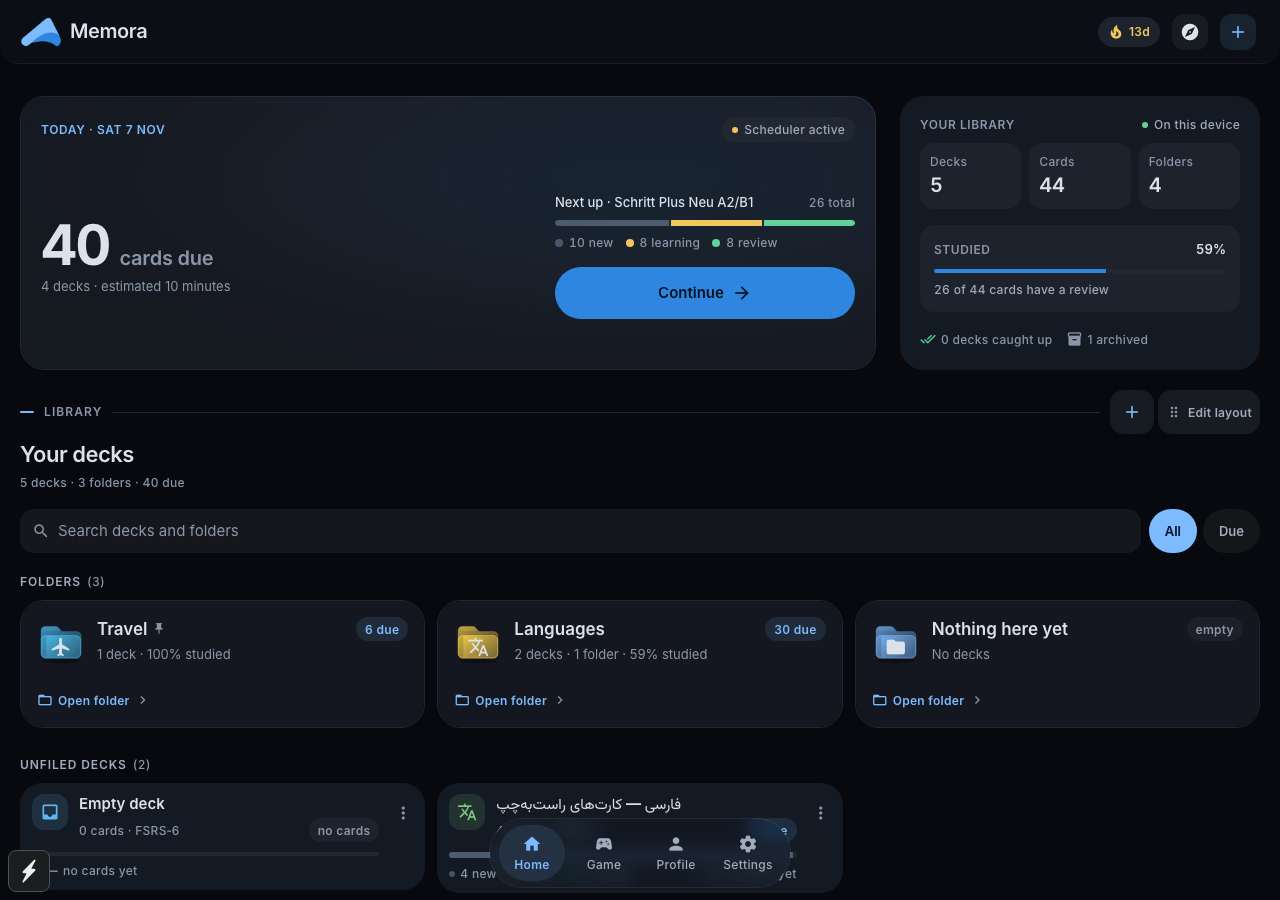 Memora
13d
TODAY · SAT 7 NOV
Scheduler active
40 cards due
4 decks · estimated 10 minutes
Next up · Schritt Plus Neu A2/B1
26 total
10 new
8 learning
8 review
Continue
YOUR LIBRARY
On this device
Decks
5
Cards
44
Folders
4
STUDIED
59%
26 of 44 cards have a review
0 decks caught up
1 archived
LIBRARY
Edit layout
Your decks
5 decks · 3 folders · 40 due
Search decks and folders
All
Due
FOLDERS (3)
Travel
6 due
1 deck · 100% studied
Open folder
Languages
30 due
2 decks · 1 folder · 59% studied
Open folder
Nothing here yet
empty
No decks
Open folder
UNFILED DECKS (2)
Empty deck
0 cards · FSRS-6
no cards
— no cards yet
فارسی — کارت‌های راست‌به‌چپ
4 new
Home
Game
Profile
Settings